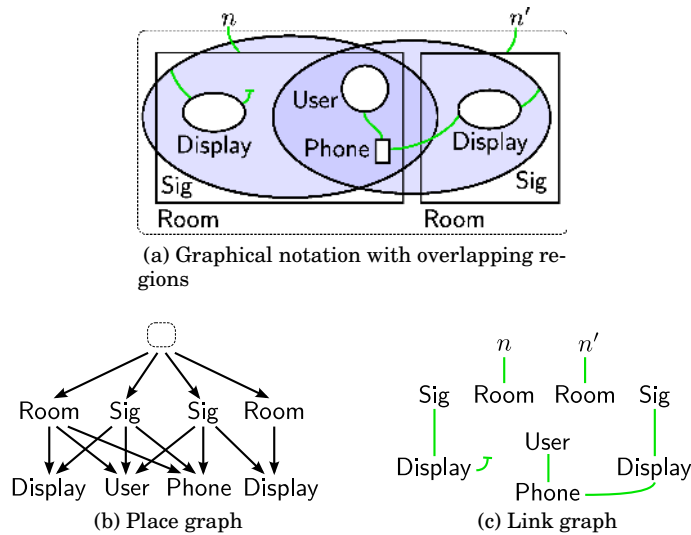 n n′
User
Display Phone Display
Sig Sig
Room Room
(a) Graphical notation with overlapping re-
gions
Room Sig Sig Room
Display User Phone Display
(b) Place graph
n n′
Sig Room Room Sig
User
Display Display
Phone
(c) Link graph